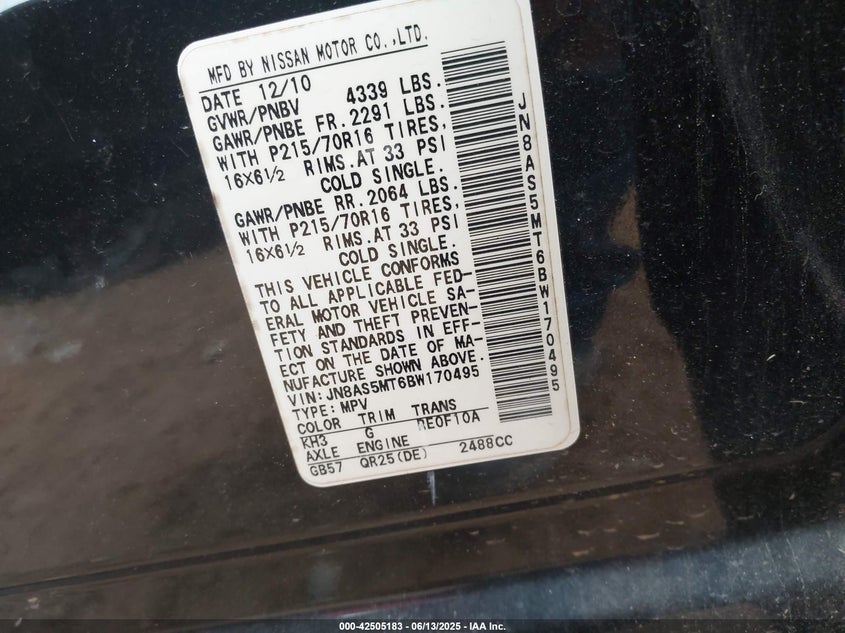 MFD BY NISSAN MOTOR CO.,LTD.
DATE 12/10
GVWR/PNBV 4339 LBS.
GAWR/PNBE FR. 2291 LBS.
WITH P215/70R16 TIRES,
16X6½ RIMS.AT 33 PSI
COLD SINGLE.
GAWR/PNBE RR. 2064 LBS.
WITH P215/70R16 TIRES,
16X6½ RIMS.AT 33 PSI
COLD SINGLE.
THIS VEHICLE CONFORMS
TO ALL APPLICABLE FED-
ERAL MOTOR VEHICLE SA-
FETY AND THEFT PREVEN-
TION STANDARDS IN EFF-
ECT ON THE DATE OF MA-
NUFACTURE SHOWN ABOVE.
VIN: JN8AS5MT6BW170495
TYPE: MPV
COLOR TRIM TRANS
KH3 G RE0F10A
AXLE ENGINE
GB57 QR25(DE) 2488CC
JN8AS5MT6BW170495
000-42505183 - 06/13/2025 - IAA Inc.